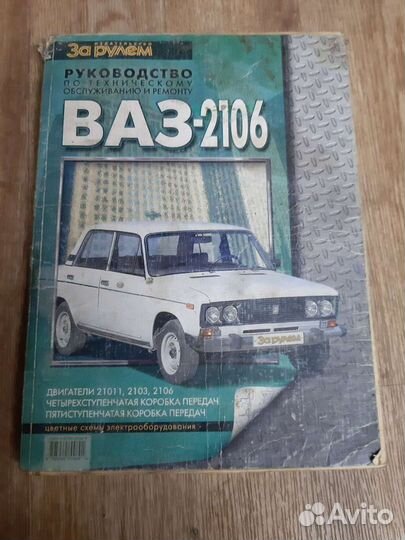 ИЗДАТЕЛЬСТВО
За рулем
РУКОВОДСТВО
ПО ТЕХНИЧЕСКОМУ
ОБСЛУЖИВАНИЮ И РЕМОНТУ
ВАЗ-2106
За рулем
ДВИГАТЕЛИ 21011, 2103, 2106
ЧЕТЫРЕХСТУПЕНЧАТАЯ КОРОБКА ПЕРЕДАЧ
ПЯТИСТУПЕНЧАТАЯ КОРОБКА ПЕРЕДАЧ
цветные схемы электрооборудования
Avito